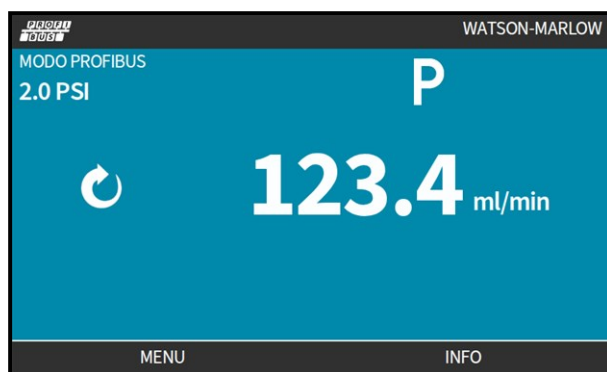 PROFI
BUS
WATSON-MARLOW
MODO PROFIBUS
2.0 PSI
P
123.4 ml/min
MENU
INFO